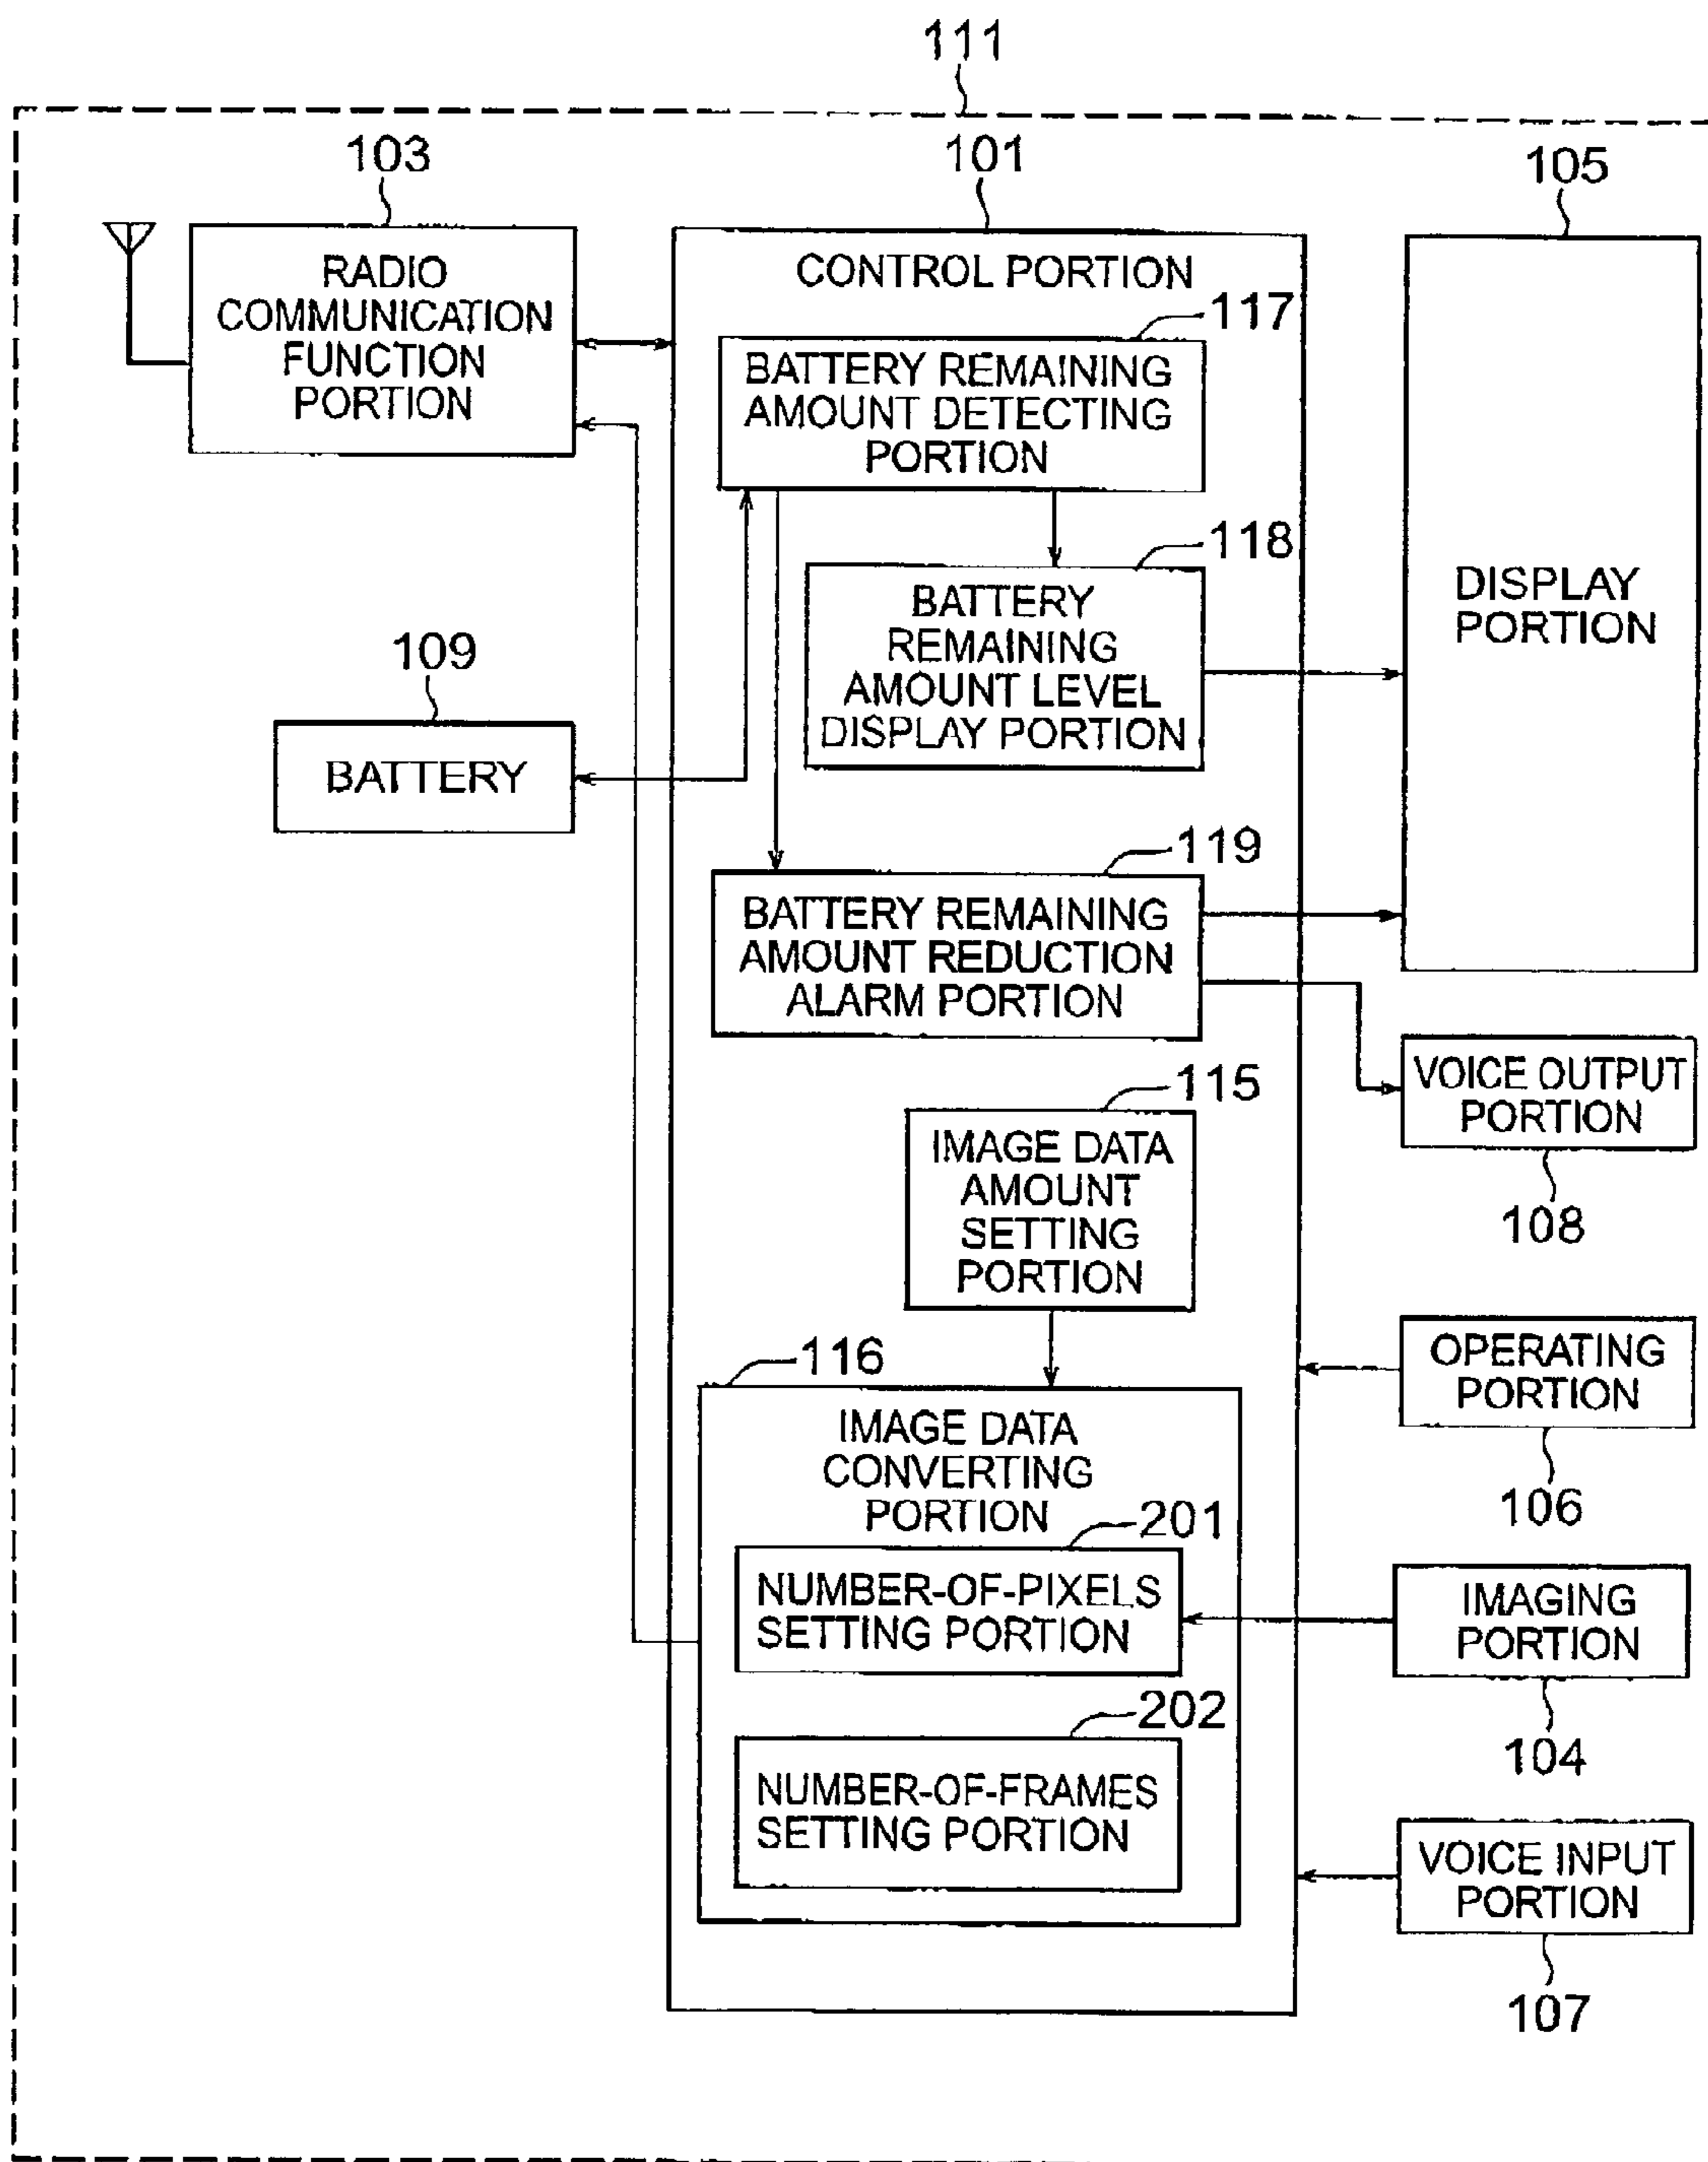 111
103
101
105
RADIO
COMMUNICATION
FUNCTION
PORTION
CONTROL PORTION
117
BATTERY REMAINING
AMOUNT DETECTING
PORTION
118
BATTERY
REMAINING
AMOUNT LEVEL
DISPLAY PORTION
DISPLAY
PORTION
109
BATTERY
119
BATTERY REMAINING
AMOUNT REDUCTION
ALARM PORTION
VOICE OUTPUT
PORTION
108
115
IMAGE DATA
AMOUNT
SETTING
PORTION
OPERATING
PORTION
106
116
IMAGE DATA
CONVERTING
PORTION
201
NUMBER-OF-PIXELS
SETTING PORTION
IMAGING
PORTION
104
202
NUMBER-OF-FRAMES
SETTING PORTION
VOICE INPUT
PORTION
107